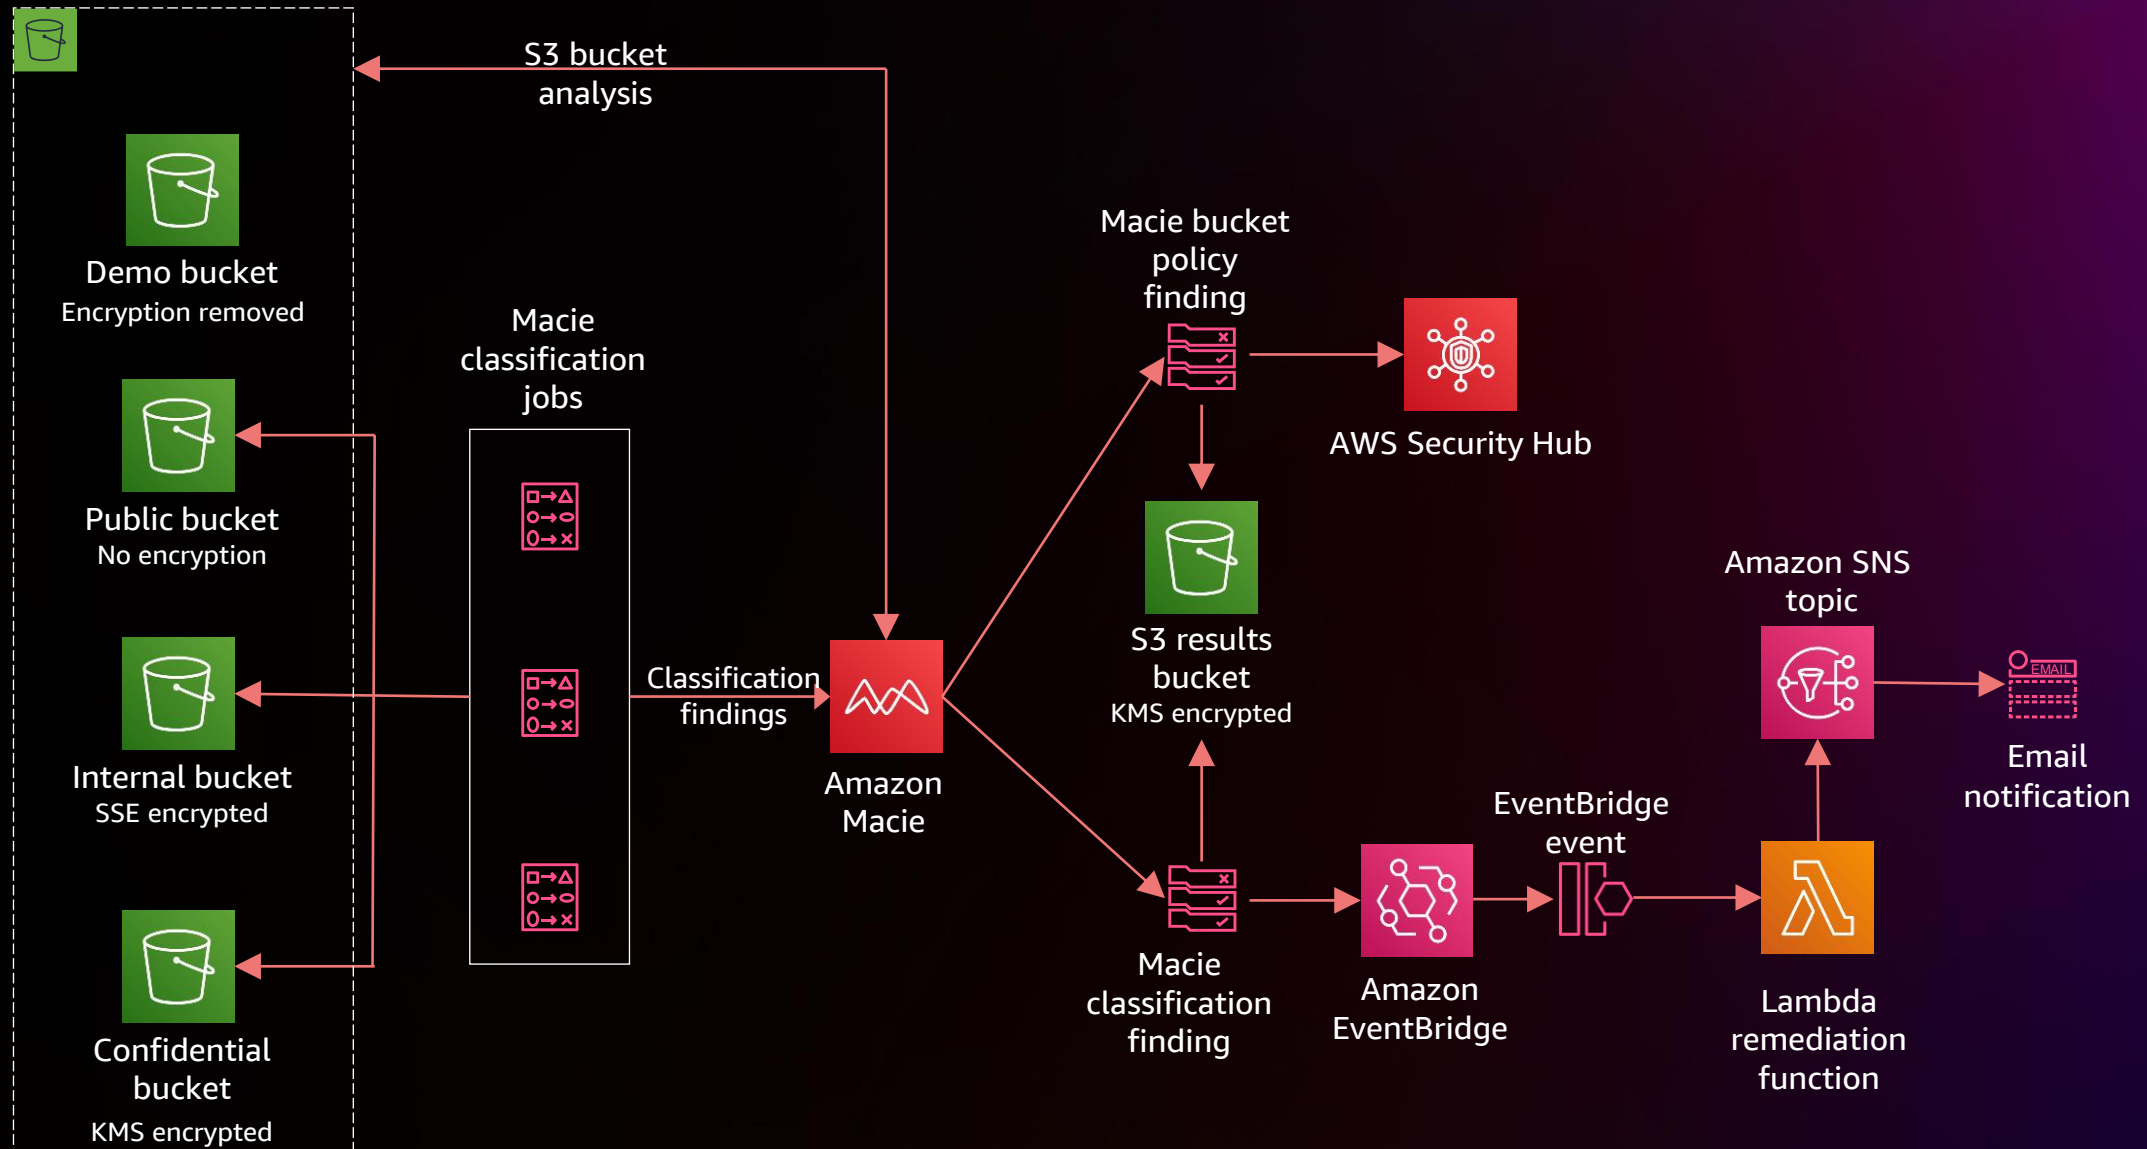 S3 bucket
analysis
Demo bucket
Encryption removed
Public bucket
No encryption
Internal bucket
SSE encrypted
Confidential
bucket
KMS encrypted
Macie
classification
jobs
Classification
findings
Amazon
Macie
Macie bucket
policy
finding
AWS Security Hub
S3 results
bucket
KMS encrypted
Macie
classification
finding
Amazon
EventBridge
EventBridge
event
Lambda
remediation
function
Amazon SNS
topic
EMAIL
Email
notification